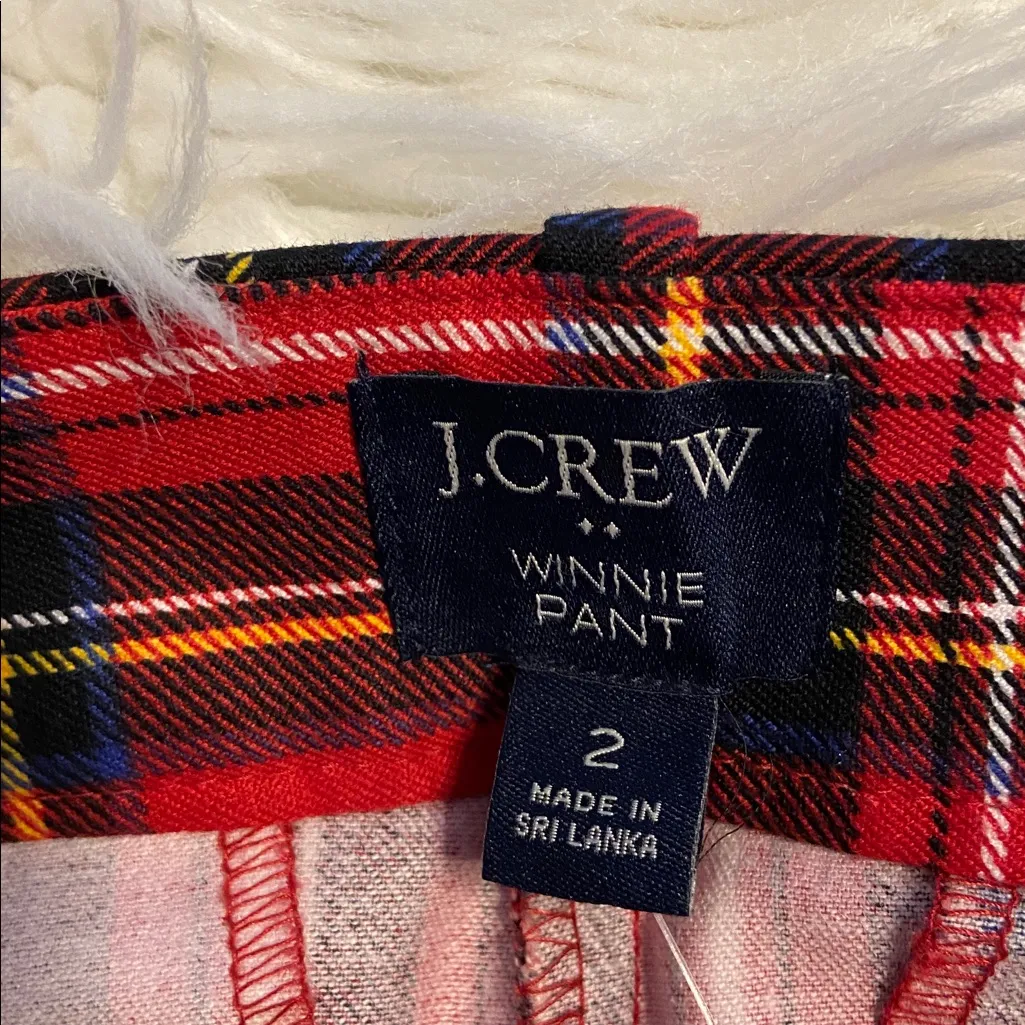 J.CREW
WINNIE
PANT
2
MADE IN
SRI LANKA